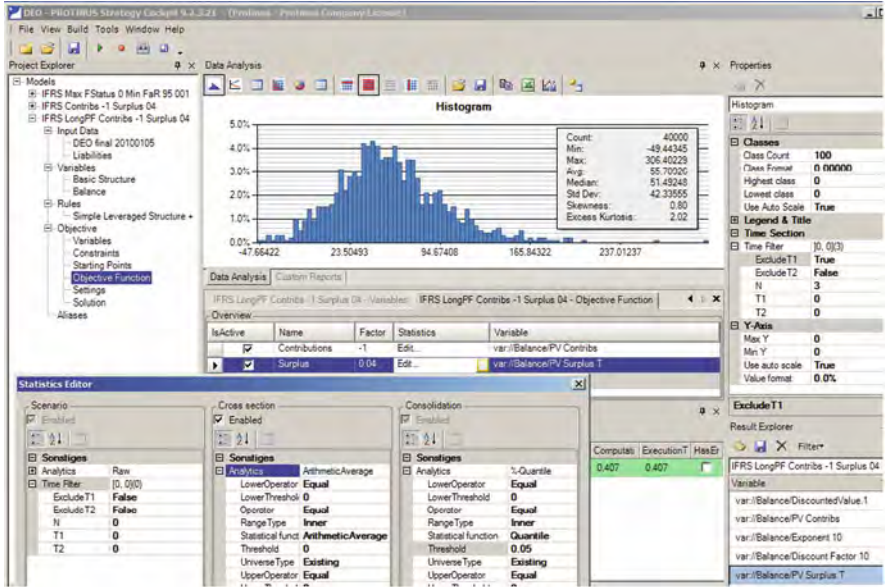 DEO - PROTINUS Strategy Cockpit 9.2.3.21 - (Protinus - Protinus Company License)
File View Build Tools Window Help
Project Explorer
Models
IFRS Max FStatus 0 Min FaR 95 001
IFRS Contribs -1 Surplus 04
IFRS LongPF Contribs -1 Surplus 04
Input Data
DEO final 20100105
Liabilities
Variables
Basic Structure
Balance
Rules
Simple Leveraged Structure +
Objective
Variables
Constraints
Starting Points
Objective Function
Settings
Solution
Aliases
Data Analysis
Histogram
5.0%
4.0%
3.0%
2.0%
1.0%
0.0%
-47.66422 23.50493 94.67408 165.84322 237.01237
Count: 40000
Min: -49.44345
Max: 306.40229
Avg: 55.70920
Median: 51.49248
Std Dev: 42.33555
Skewness: 0.80
Excess Kurtosis: 2.02
Data Analysis Custom Reports
IFRS LongPF Contribs -1 Surplus 04 - Variables IFRS LongPF Contribs -1 Surplus 04 - Objective Function
Overview
IsActive Name Factor Statistics Variable
Contributions -1 Edit... var://Balance/PV Contribs
Surplus 0.04 Edit... var://Balance/PV Surplus T
Properties
Histogram
Classes
Class Count 100
Class Format 0.00000
Highest class 0
Lowest class 0
Use Auto Scale True
Legend & Title
Time Section
Time Filter [0, 0](3)
ExcludeT1 True
ExcludeT2 False
N 3
T1 0
T2 0
Y-Axis
Max Y 0
Min Y 0
Use auto scale True
Value format 0.0%
ExcludeT1
Statistics Editor
Scenario
Enabled
Sonstiges
Analytics Raw
Time Filter [0, 0](0)
ExcludeT1 False
ExcludeT2 False
N 0
T1 0
T2 0
Cross section
Enabled
Sonstiges
Analytics ArithmeticAverage
LowerOperator Equal
LowerThreshold 0
Operator Equal
RangeType Inner
Statistical funct ArithmeticAverage
Threshold 0
UniverseType Existing
UpperOperator Equal
Consolidation
Enabled
Sonstiges
Analytics %-Quantile
LowerOperator Equal
LowerThreshold 0
Operator Equal
RangeType Inner
Statistical function Quantile
Threshold 0.05
UniverseType Existing
UpperOperator Equal
Computati ExecutionT HasEr
0.407 0.407
Result Explorer
Filter
IFRS LongPF Contribs -1 Surplus 04
Variable
var://Balance/DiscountedValue.1
var://Balance/PV Contribs
var://Balance/Exponent 10
var://Balance/Discount Factor 10
var://Balance/PV Surplus T